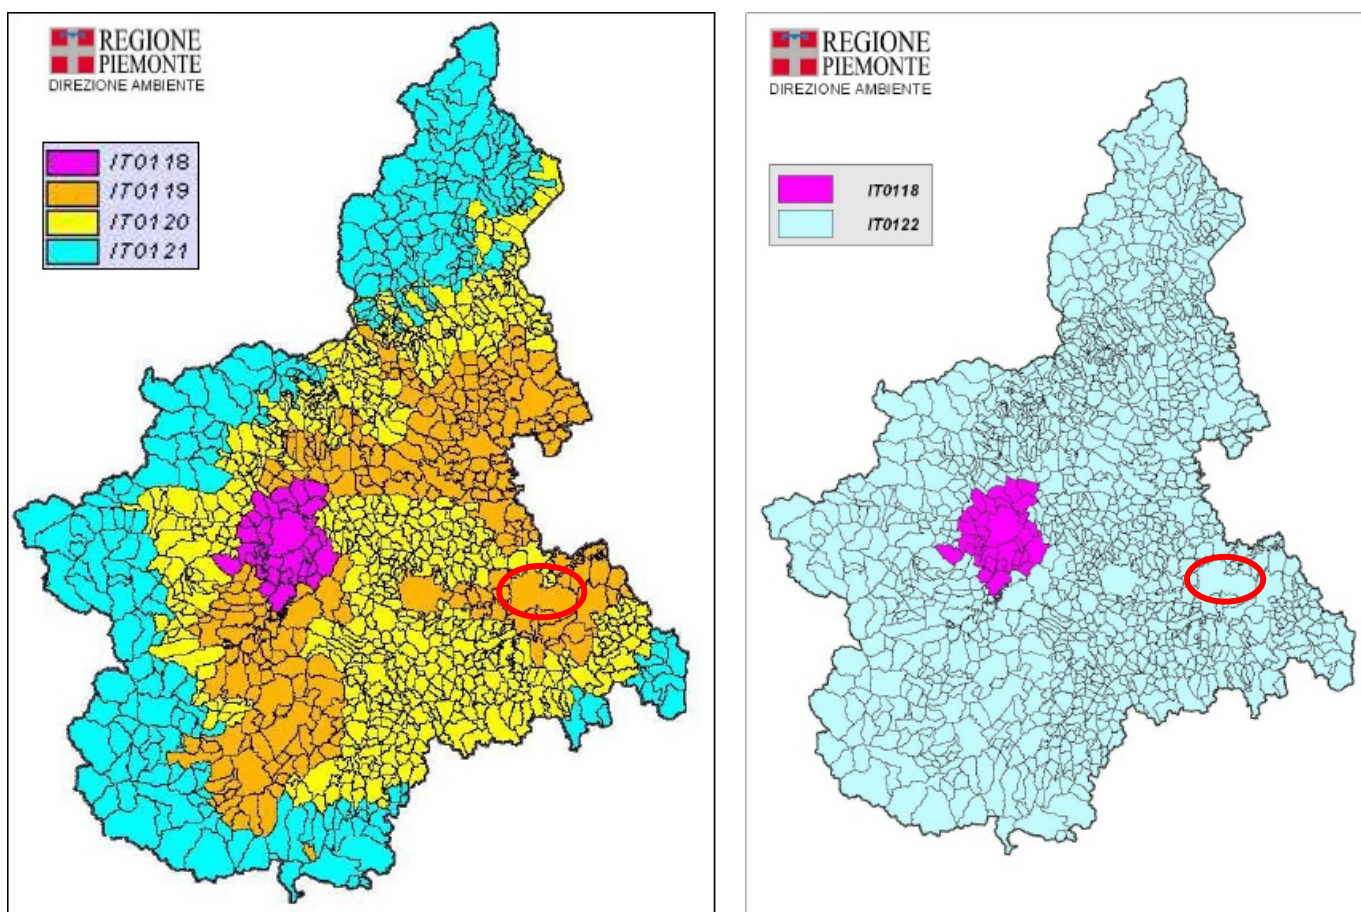 REGIONE
PIEMONTE
DIREZIONE AMBIENTE
IT0118
IT0119
IT0120
IT0121
REGIONE
PIEMONTE
DIREZIONE AMBIENTE
IT0118
IT0122